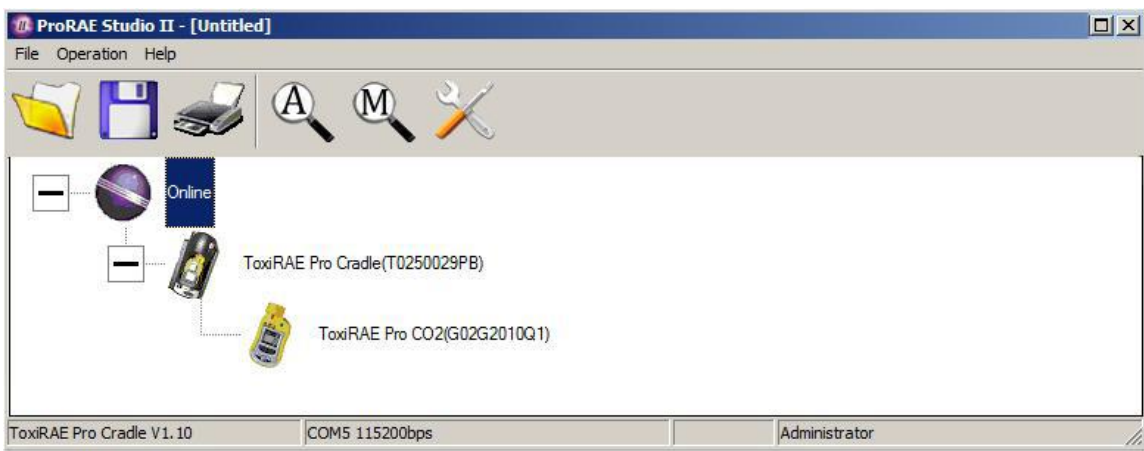 ProRAE Studio II - [Untitled]
File Operation Help
A M
Online
ToxiRAE Pro Cradle(T0250029PB)
ToxiRAE Pro CO2(G02G2010Q1)
ToxiRAE Pro Cradle V1.10 COM5 115200bps Administrator